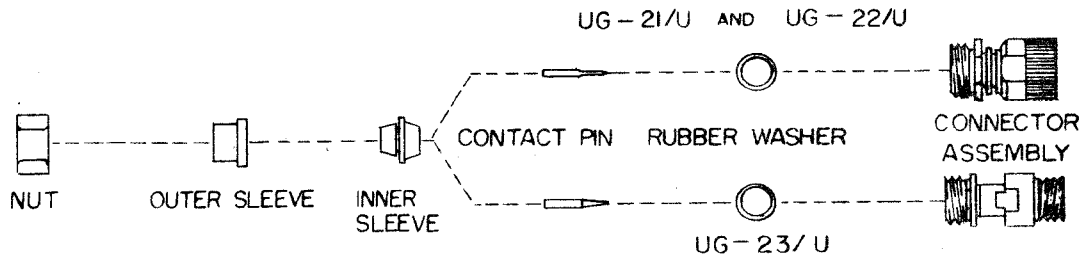 UG-21/U AND UG-22/U
CONTACT PIN RUBBER WASHER
CONNECTOR
ASSEMBLY
NUT
OUTER SLEEVE
INNER
SLEEVE
UG-23/U